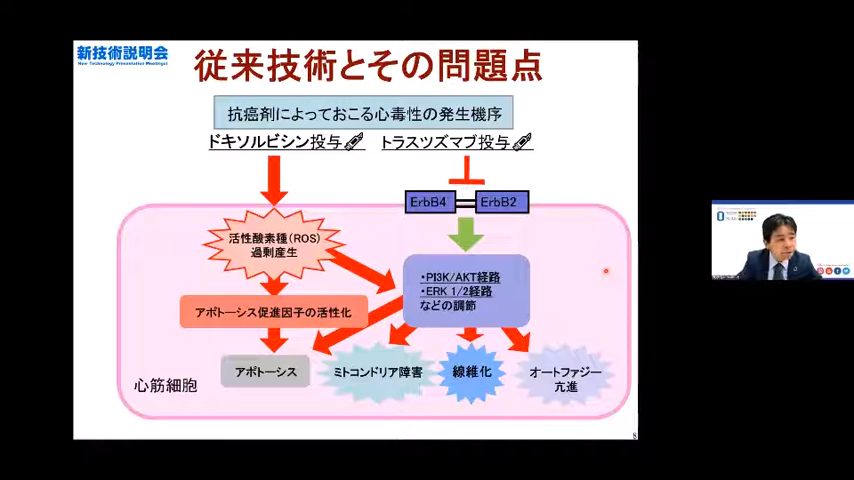 新技術説明会
New Technology Presentation Meetings!
従来技術とその問題点
抗癌剤によっておこる心毒性の発生機序
ドキソルビシン投与
トラスツズマブ投与
ErbB4
ErbB2
活性酸素種(ROS)
過剰産生
・PI3K/AKT経路
・ERK 1/2経路
などの調節
アポトーシス促進因子の活性化
アポトーシス
ミトコンドリア障害
線維化
オートファジー
亢進
心筋細胞
8